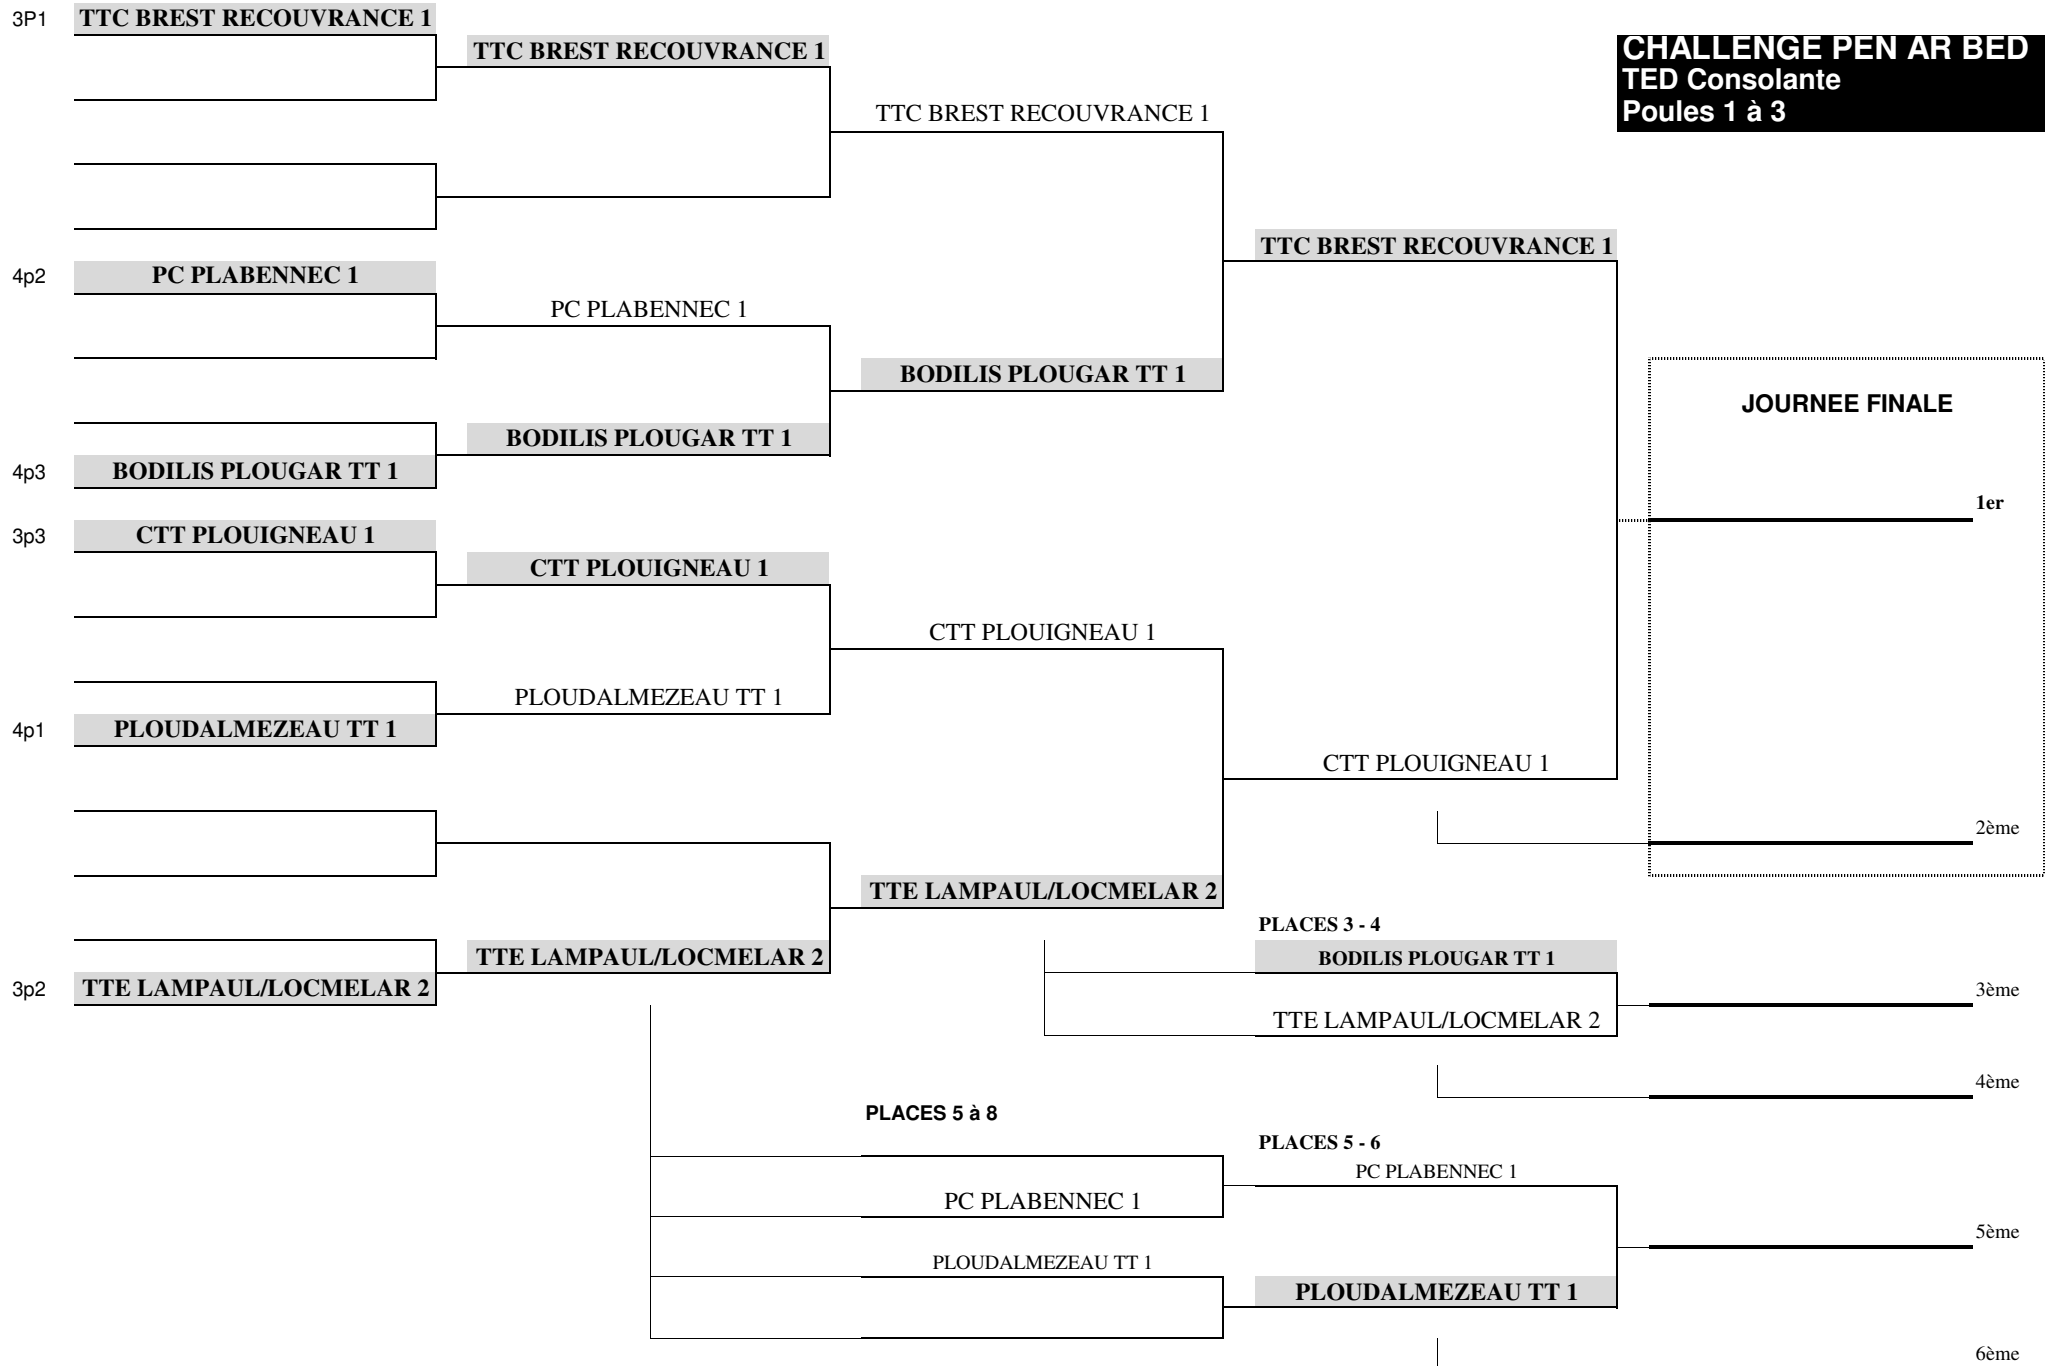 3P1 TTC BREST RECOUVRANCE 1
TTC BREST RECOUVRANCE 1
CHALLENGE PEN AR BED
TED Consolante
Poules 1 à 3
TTC BREST RECOUVRANCE 1
TTC BREST RECOUVRANCE 1
4p2 PC PLABENNEC 1
PC PLABENNEC 1
BODILIS PLOUGAR TT 1
JOURNEE FINALE
BODILIS PLOUGAR TT 1
4p3 BODILIS PLOUGAR TT 1
1er
3p3 CTT PLOUIGNEAU 1
CTT PLOUIGNEAU 1
CTT PLOUIGNEAU 1
PLOUDALMEZEAU TT 1
4p1 PLOUDALMEZEAU TT 1
CTT PLOUIGNEAU 1
2ème
TTE LAMPAUL/LOCMELAR 2
PLACES 3 - 4
TTE LAMPAUL/LOCMELAR 2
BODILIS PLOUGAR TT 1
3p2 TTE LAMPAUL/LOCMELAR 2
3ème
TTE LAMPAUL/LOCMELAR 2
4ème
PLACES 5 à 8
PLACES 5 - 6
PC PLABENNEC 1
PC PLABENNEC 1
5ème
PLOUDALMEZEAU TT 1
PLOUDALMEZEAU TT 1
6ème